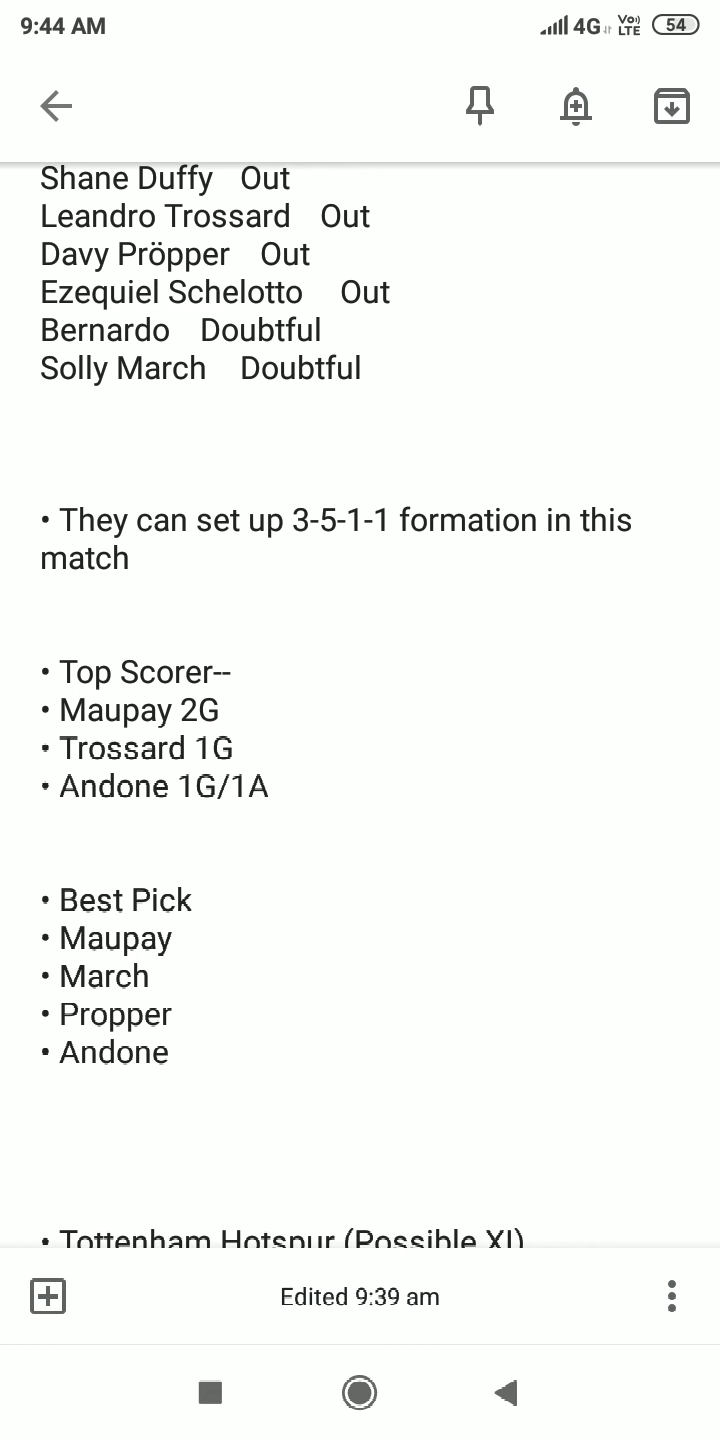 9:44 AM 4G Vo) LTE 54
Shane Duffy Out
Leandro Trossard Out
Davy Pröpper Out
Ezequiel Schelotto Out
Bernardo Doubtful
Solly March Doubtful
• They can set up 3-5-1-1 formation in this
match
• Top Scorer--
• Maupay 2G
• Trossard 1G
• Andone 1G/1A
• Best Pick
• Maupay
• March
• Propper
• Andone
• Tottenham Hotspur (Possible XI)
Edited 9:39 am